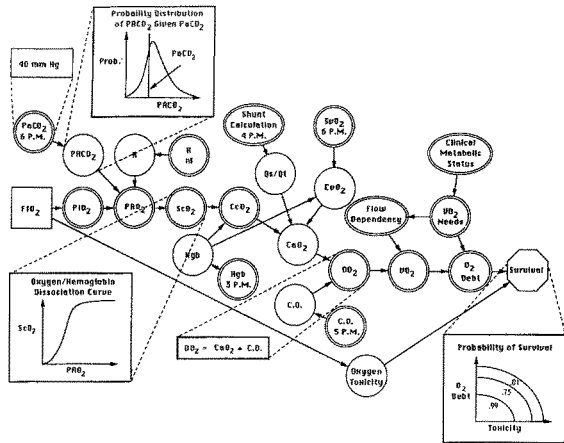 Probaility Distribution
of PACO₂ Given PaCO₂
PaCO₂
Prob.
PACO₂
40 mm Hg
PaCO₂
6 P.M.
PACO₂
R
Shunt
Calculation
4 P.M.
Qs/Qt
SvO₂
6 P.M.
CvO₂
Clinical
Metabolic
Status
FIO₂
PIO₂
PAO₂
ScO₂
CcO₂
CaO₂
Flow
Dependency
VO₂
Needs
Hgb
Hgb
3 P.M.
DO₂
VO₂
O₂
Debt
Survival
C.O.
C.O.
5 P.M.
Oxygen/Hemoglobin
Dissociation Curve
ScO₂
PAO₂
DO₂ = CaO₂ * C.O.
Oxygen
Toxicity
Probability of Survival
O₂
Debt
.01
.75
.99
Toxicity